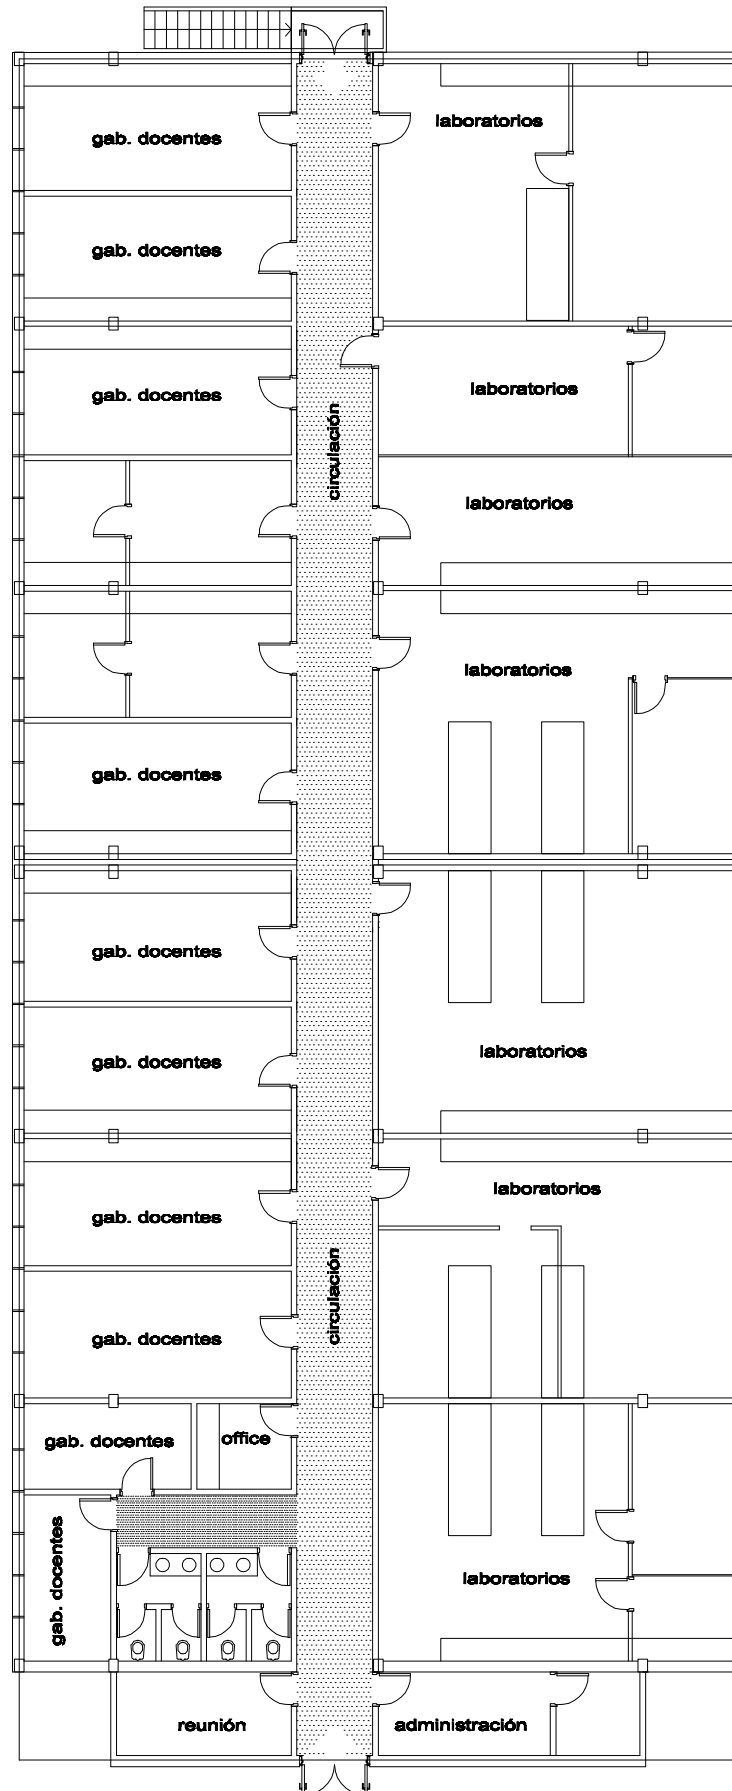 laboratorios
gab. docentes
gab. docentes
laboratorios
gab. docentes
circulación
laboratorios
laboratorios
gab. docentes
gab. docentes
laboratorios
gab. docentes
laboratorios
gab. docentes
circulación
gab. docentes
office
gab. docentes
gab. docentes
laboratorios
reunión
administración